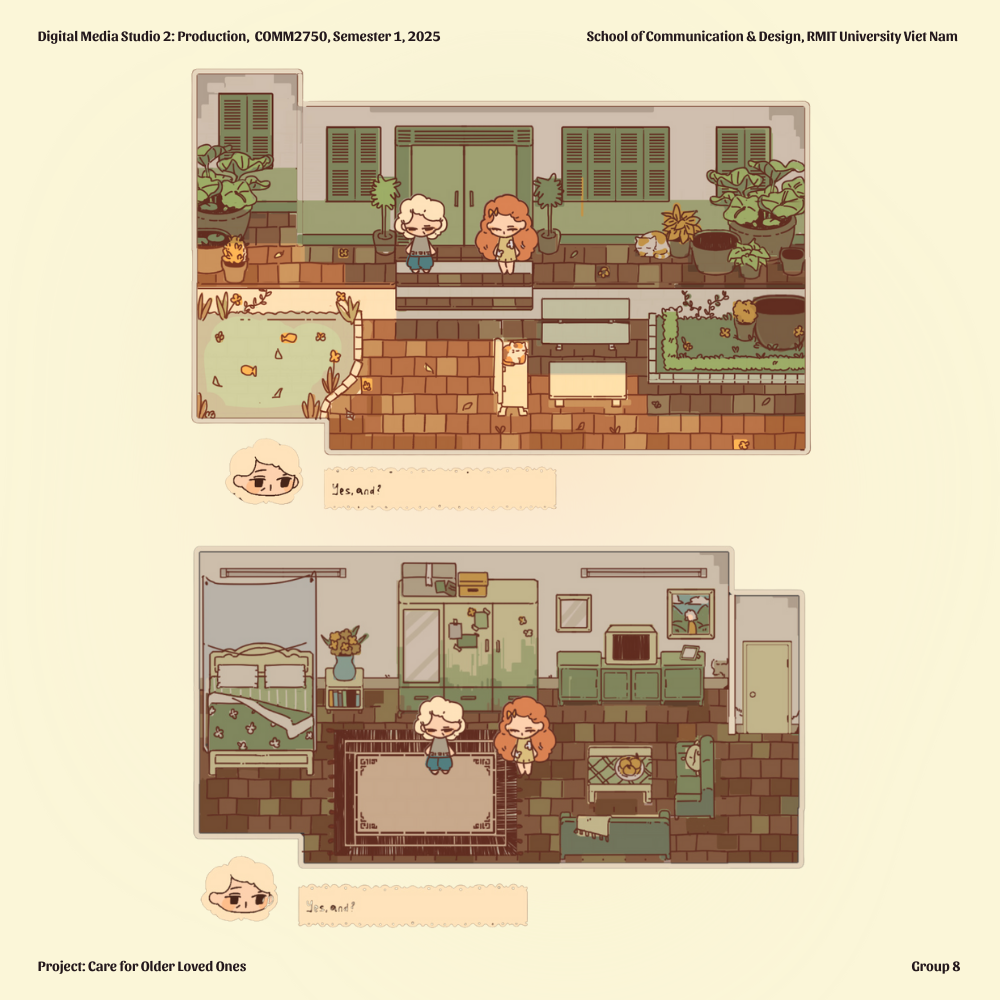 Digital Media Studio 2: Production, COMM2750, Semester 1, 2025
School of Communication & Design, RMIT University Viet Nam
Yes, and?
Yes, and?
Project: Care for Older Loved Ones
Group 8